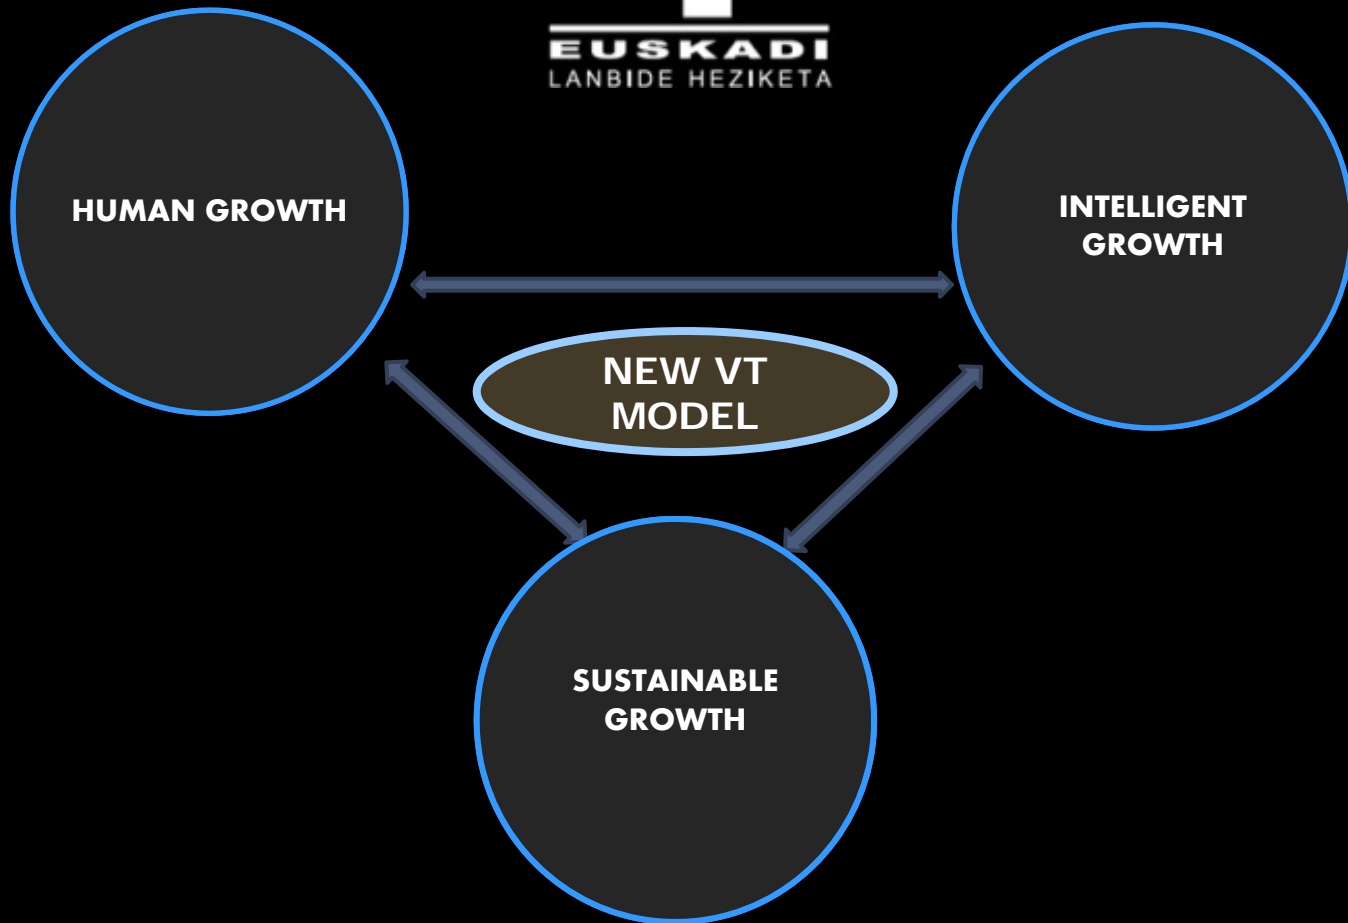 EUSKADI
LANBIDE HEZIKETA
HUMAN GROWTH
INTELLIGENT
GROWTH
NEW VT
MODEL
SUSTAINABLE
GROWTH